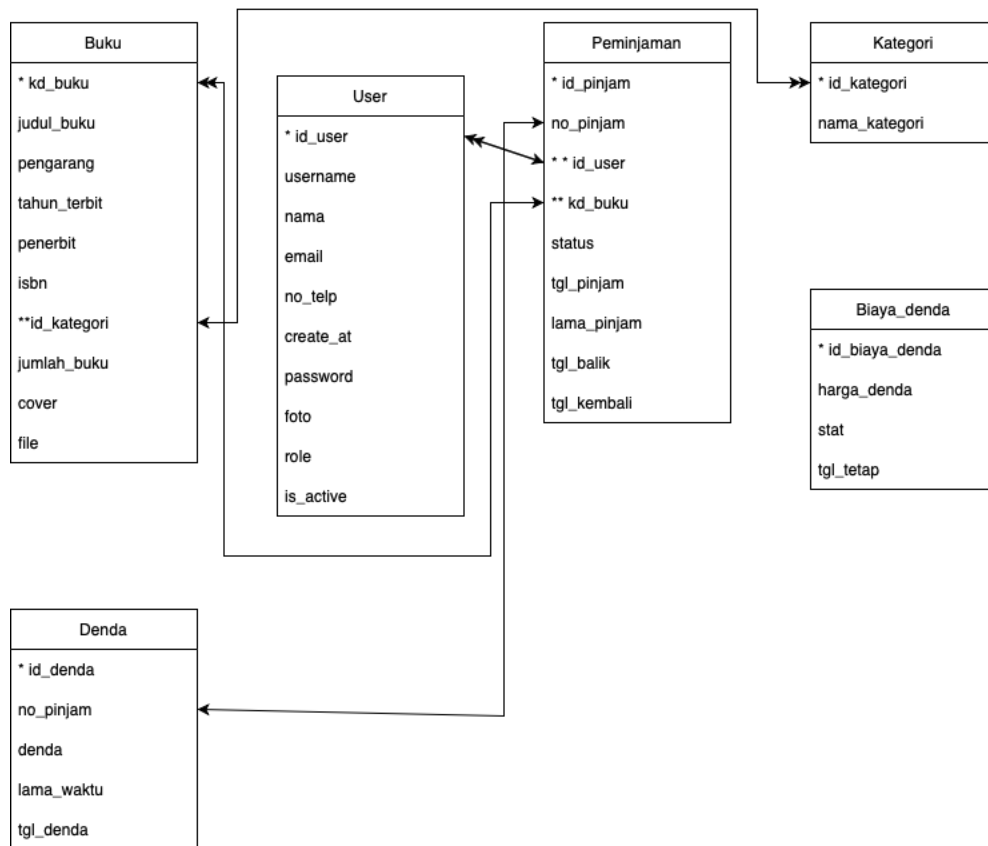 Buku
* kd_buku
judul_buku
pengarang
tahun_terbit
penerbit
isbn
**id_kategori
jumlah_buku
cover
file
User
* id_user
username
nama
email
no_telp
create_at
password
foto
role
is_active
Peminjaman
* id_pinjam
no_pinjam
* * id_user
** kd_buku
status
tgl_pinjam
lama_pinjam
tgl_balik
tgl_kembali
Kategori
* id_kategori
nama_kategori
Biaya_denda
* id_biaya_denda
harga_denda
stat
tgl_tetap
Denda
* id_denda
no_pinjam
denda
lama_waktu
tgl_denda